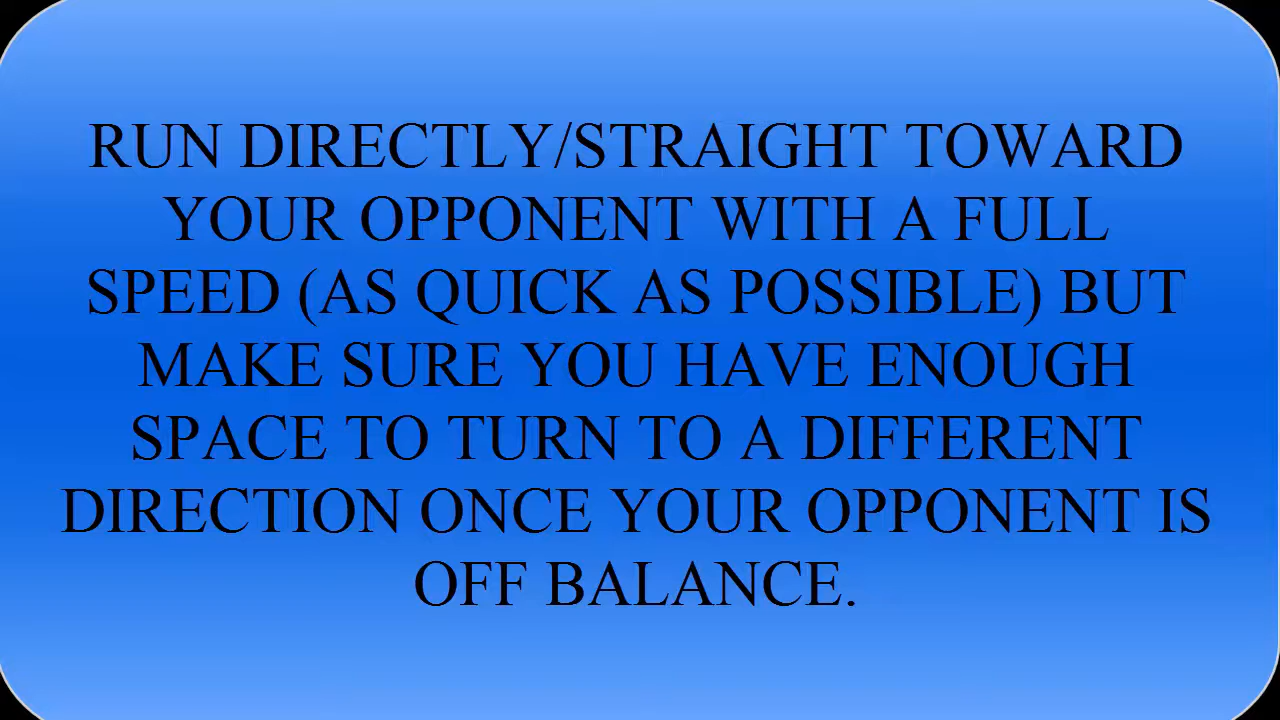 RUN DIRECTLY/STRAIGHT TOWARD
YOUR OPPONENT WITH A FULL
SPEED (AS QUICK AS POSSIBLE) BUT
MAKE SURE YOU HAVE ENOUGH
SPACE TO TURN TO A DIFFERENT
DIRECTION ONCE YOUR OPPONENT IS
OFF BALANCE.